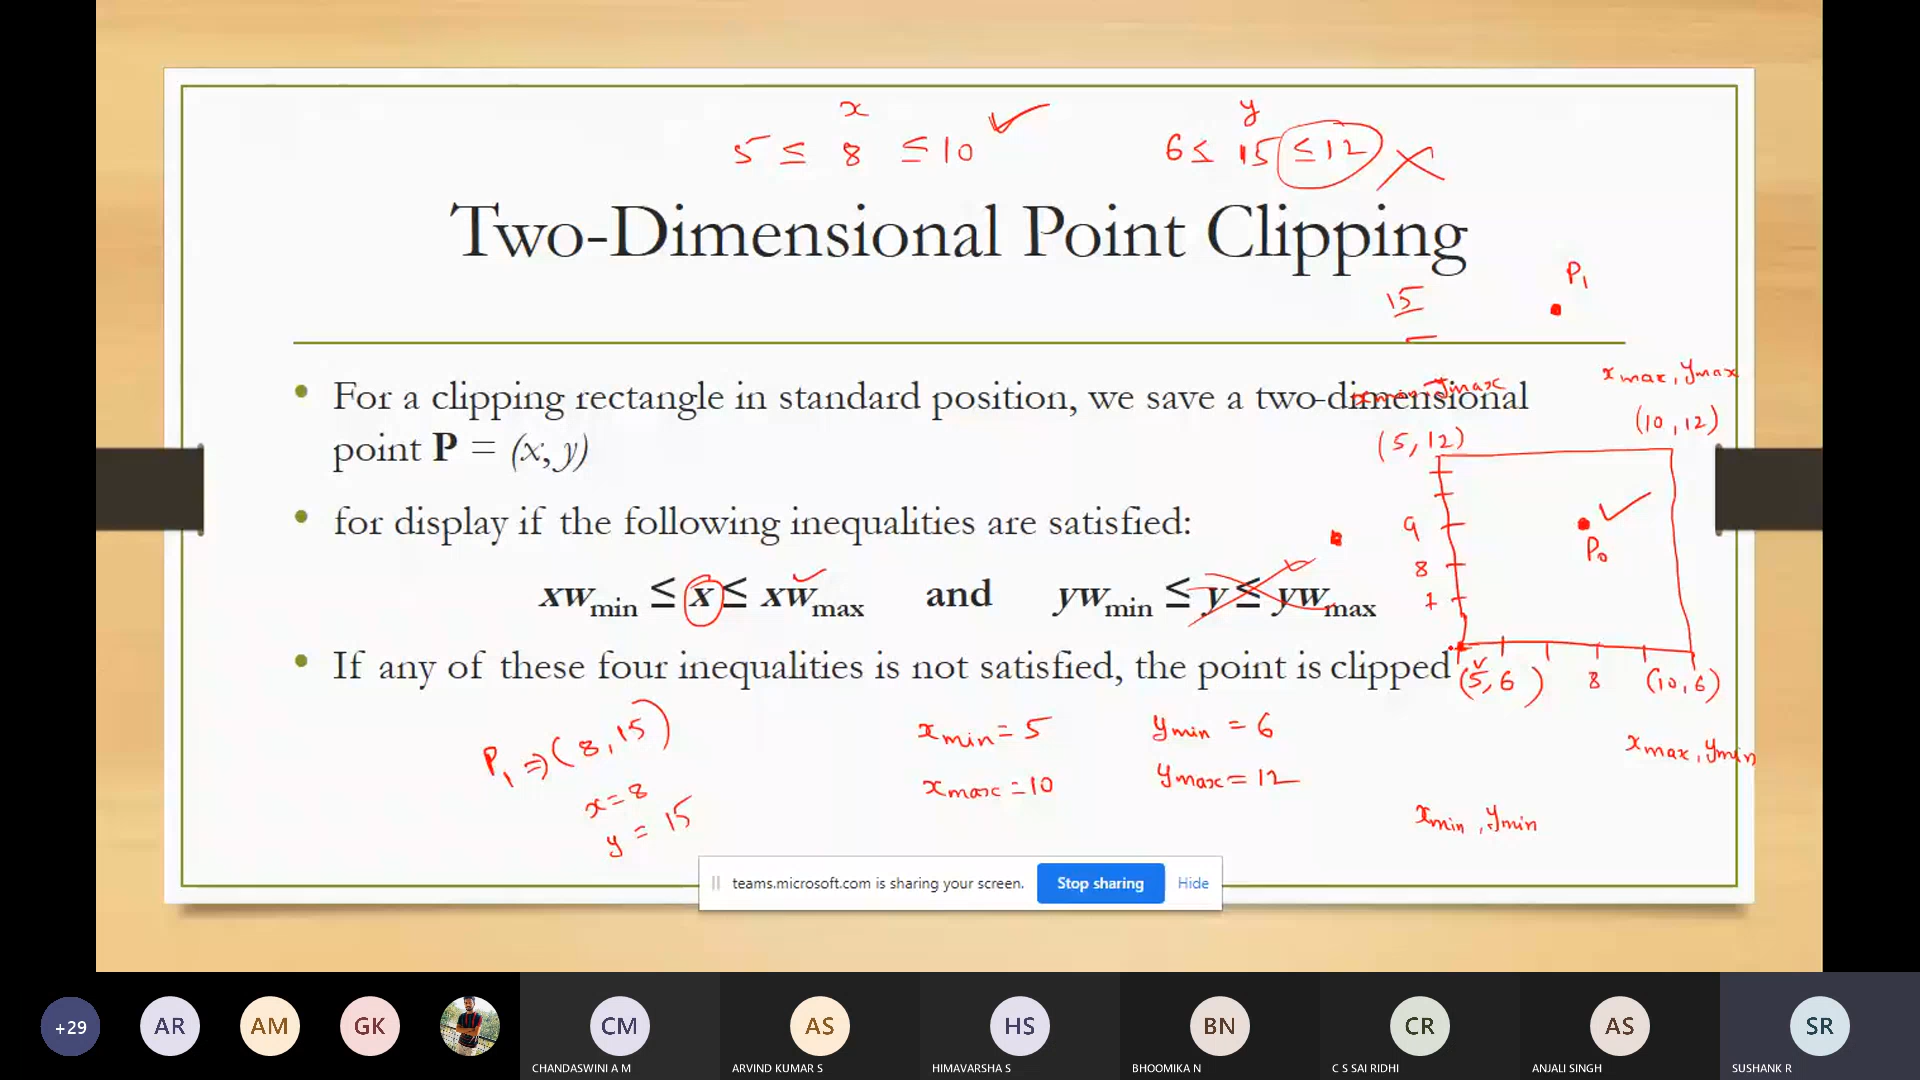 x
5 ≤ 8 ≤ 10
y
6 ≤ 15 ≤ 12
Two-Dimensional Point Clipping
P1
15
For a clipping rectangle in standard position, we save a two-dimensional
point P = (x, y)
xmax, ymax
(10, 12)
(5, 12)
for display if the following inequalities are satisfied:
9
P0
8
7
xwmin ≤ x ≤ xwmax and ywmin ≤ y ≤ ywmax
If any of these four inequalities is not satisfied, the point is clipped
(5, 6)
8
(10, 6)
P1 ⇒ (8, 15)
x = 8
y = 15
xmin = 5
ymin = 6
xmax = 10
ymax = 12
xmax, ymin
xmin, ymin
teams.microsoft.com is sharing your screen.
Stop sharing
Hide
+29
AR
AM
GK
CM
AS
HS
BN
CR
AS
SR
CHANDASWINI A M
ARVIND KUMAR S
HIMAVARSHA S
BHOOMIKA N
C S SAI RIDHI
ANJALI SINGH
SUSHANK R